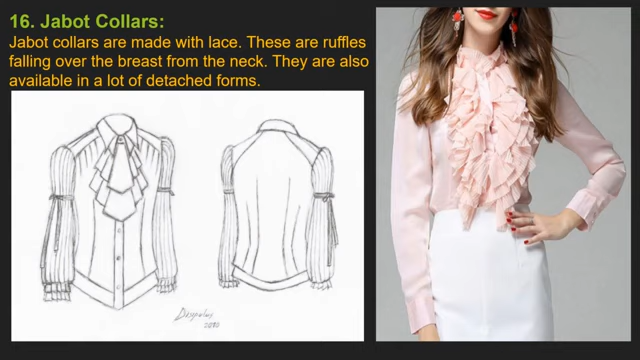 16. Jabot Collars:
Jabot collars are made with lace. These are ruffles
falling over the breast from the neck. They are also
available in a lot of detached forms.